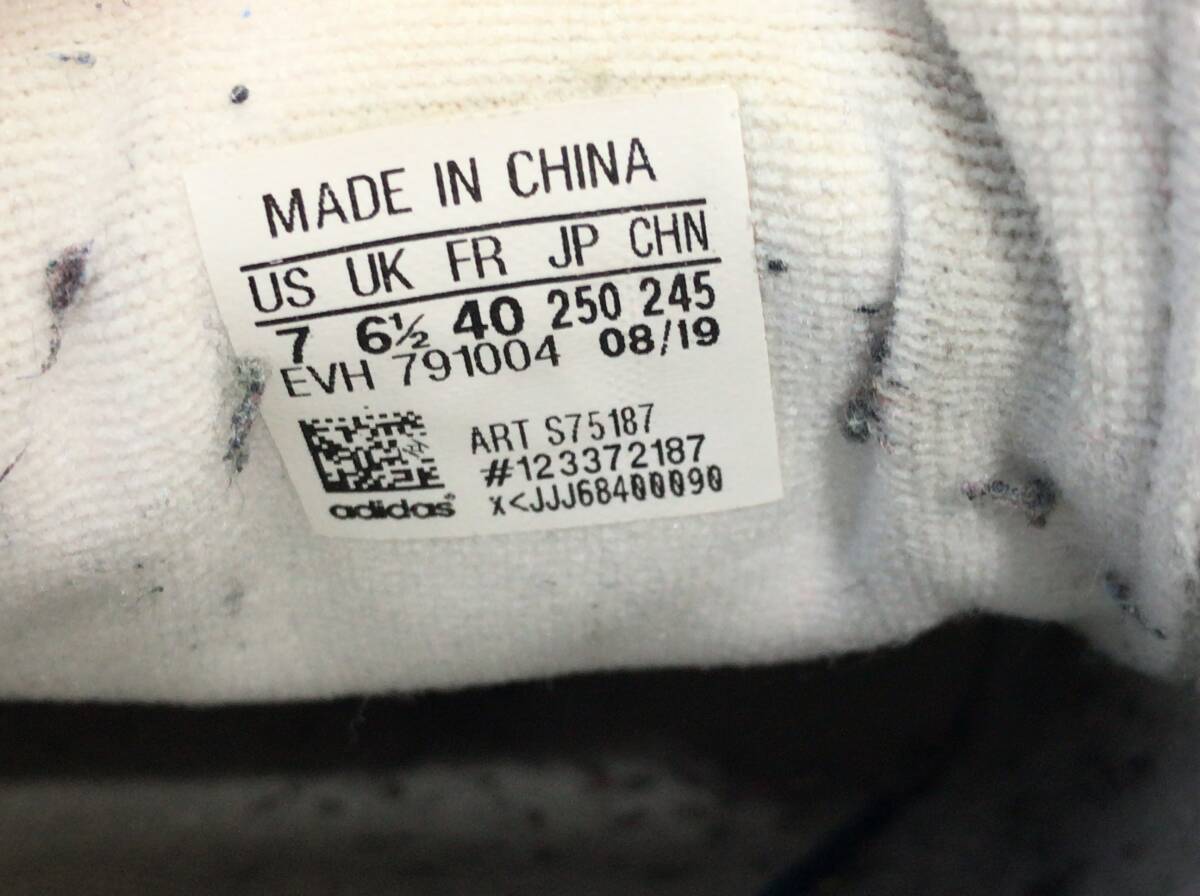 MADE IN CHINA
US UK FR JP CHN
7 6½ 40 250 245
EVH 791004 08/19
ART S75187
#123372187
adidas® X<JJJ68400090